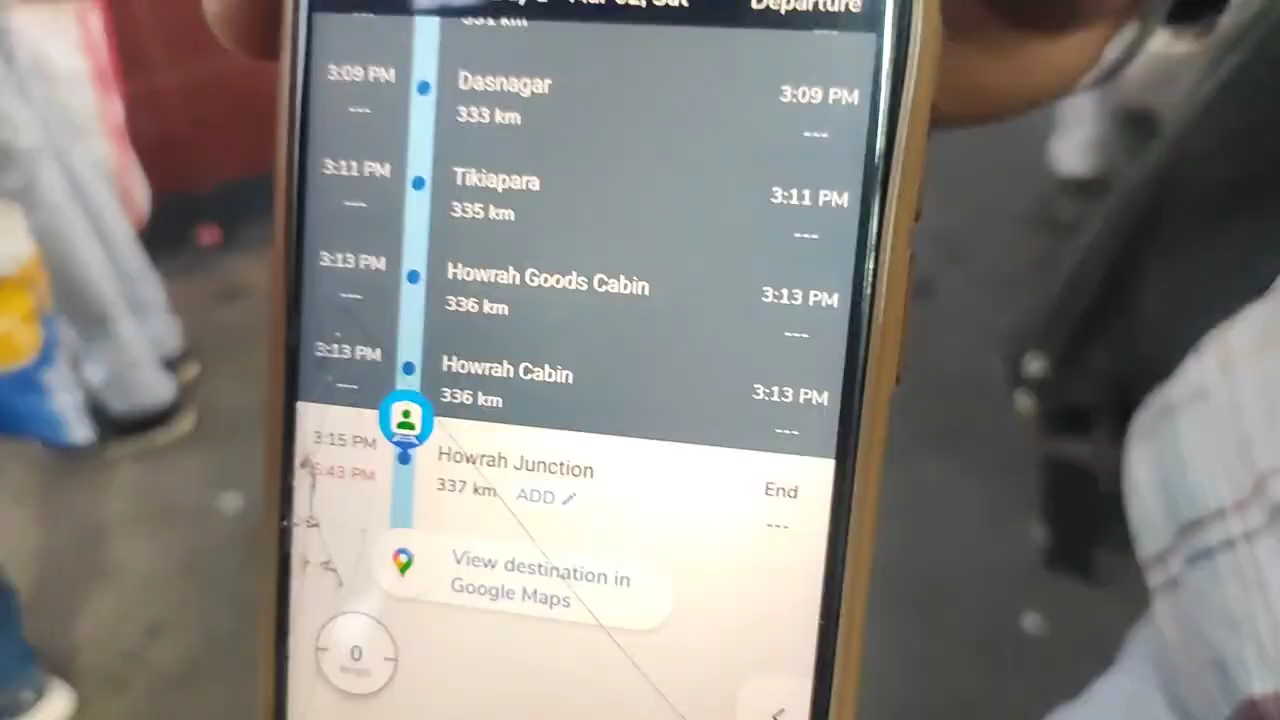 Departure
331 km
3:09 PM Dasnagar 3:09 PM
--- 333 km ---
3:11 PM Tikiapara 3:11 PM
--- 335 km ---
3:13 PM Howrah Goods Cabin 3:13 PM
--- 336 km ---
3:13 PM Howrah Cabin 3:13 PM
--- 336 km ---
3:15 PM Howrah Junction End
5:43 PM 337 km ADD ---
View destination in
Google Maps
0